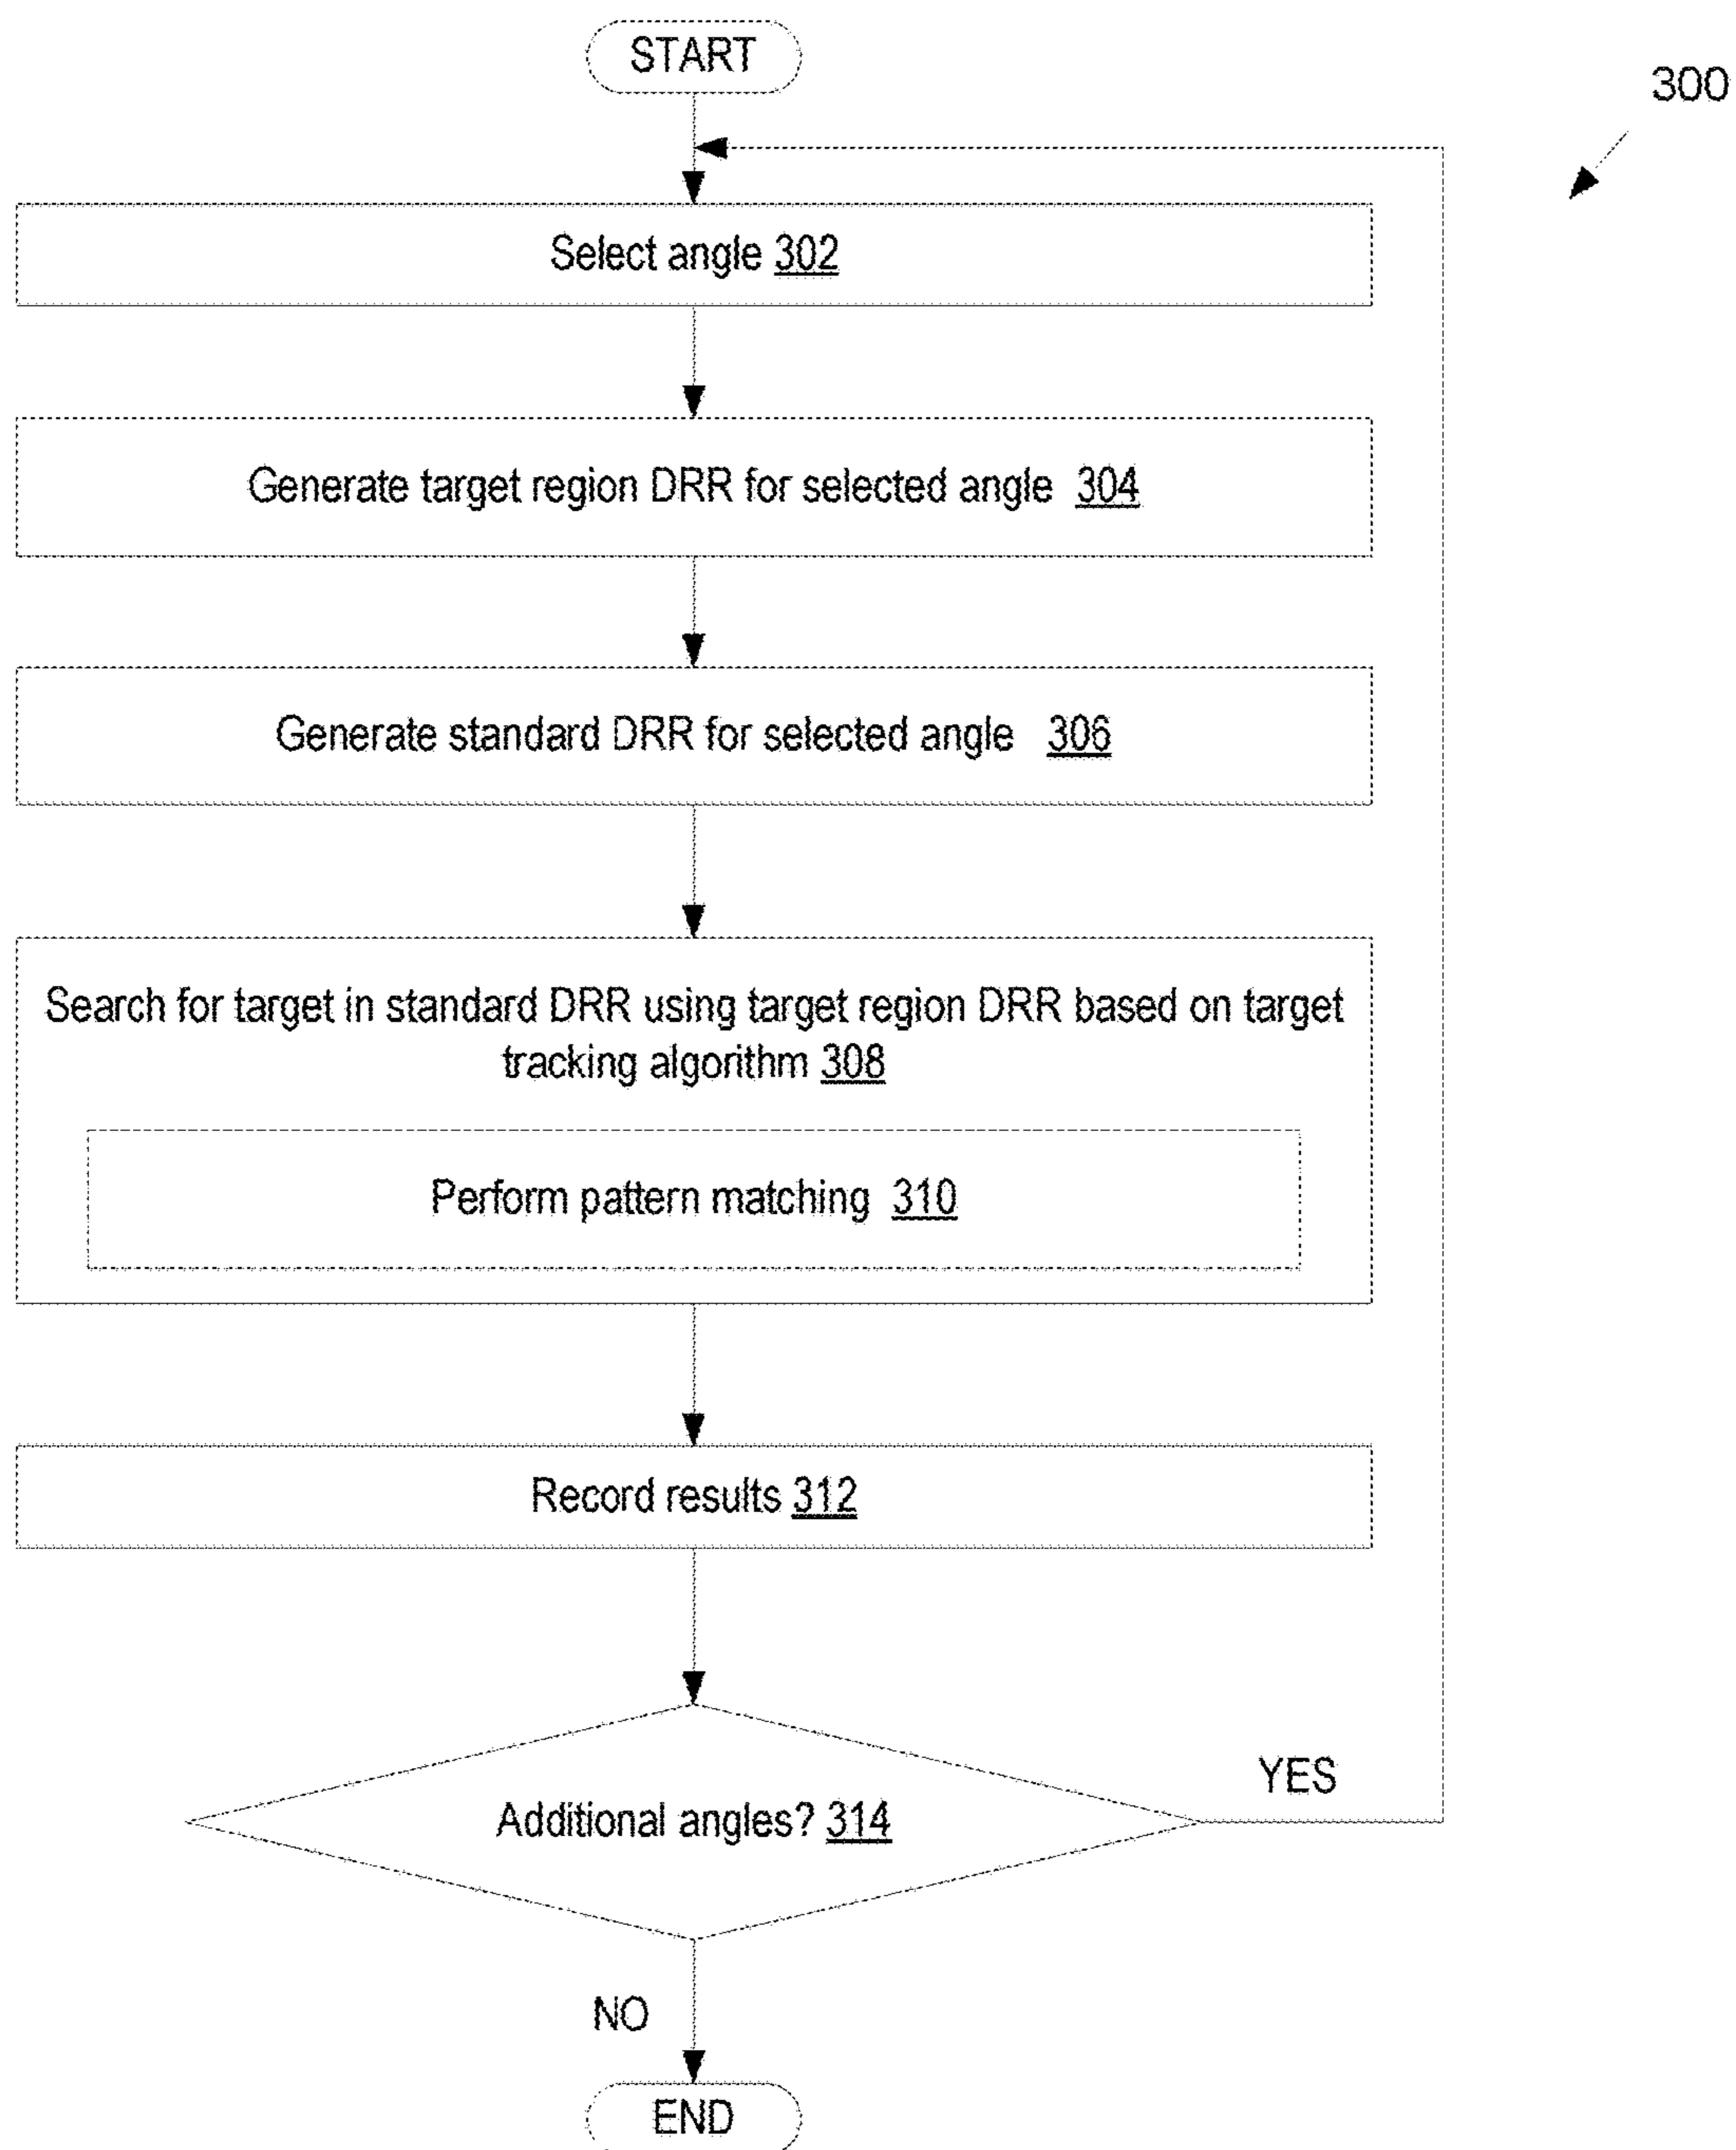 START
300
Select angle 302
Generate target region DRR for selected angle 304
Generate standard DRR for selected angle 306
Search for target in standard DRR using target region DRR based on target
tracking algorithm 308
Perform pattern matching 310
Record results 312
Additional angles? 314
YES
NO
END